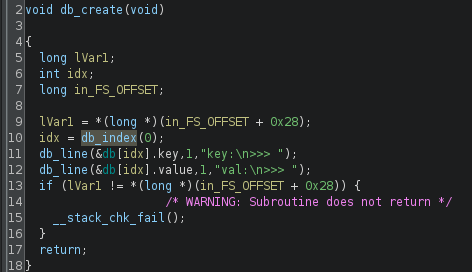 2 void db_create(void)
3
4 {
5 long lVar1;
6 int idx;
7 long in_FS_OFFSET;
8
9 lVar1 = *(long *)(in_FS_OFFSET + 0x28);
10 idx = db_index(0);
11 db_line(&db[idx].key,1,"key:\n>>> ");
12 db_line(&db[idx].value,1,"val:\n>>> ");
13 if (lVar1 != *(long *)(in_FS_OFFSET + 0x28)) {
14 /* WARNING: Subroutine does not return */
15 __stack_chk_fail();
16 }
17 return;
18 }